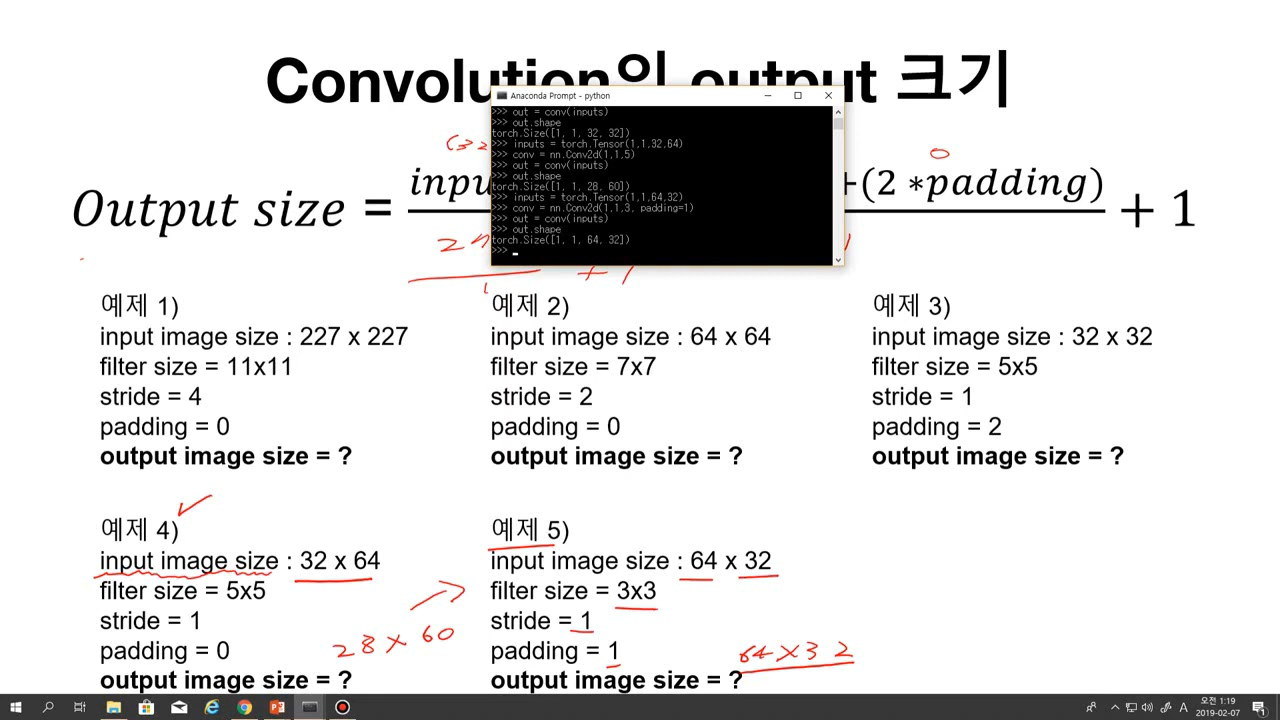 Convolution의 output 크기
Anaconda Prompt - python
>>> out = conv(inputs)
>>> out.shape
torch.Size([1, 1, 32, 32])
>>> inputs = torch.Tensor(1,1,32,64)
>>> conv = nn.Conv2d(1,1,5)
>>> out = conv(inputs)
>>> out.shape
torch.Size([1, 1, 28, 60])
>>> inputs = torch.Tensor(1,1,64,32)
>>> conv = nn.Conv2d(1,1,3, padding=1)
>>> out = conv(inputs)
>>> out.shape
torch.Size([1, 1, 64, 32])
>>>
0
Output size = +(2 *padding) + 1
+ 1
예제 1)
input image size : 227 x 227
filter size = 11x11
stride = 4
padding = 0
output image size = ?
예제 2)
input image size : 64 x 64
filter size = 7x7
stride = 2
padding = 0
output image size = ?
예제 3)
input image size : 32 x 32
filter size = 5x5
stride = 1
padding = 2
output image size = ?
예제 4)
input image size : 32 x 64
filter size = 5x5
stride = 1
padding = 0
output image size = ?
28 x 60
예제 5)
input image size : 64 x 32
filter size = 3x3
stride = 1
padding = 1
output image size = ?
64 x 32
오전 1:19
2019-02-07